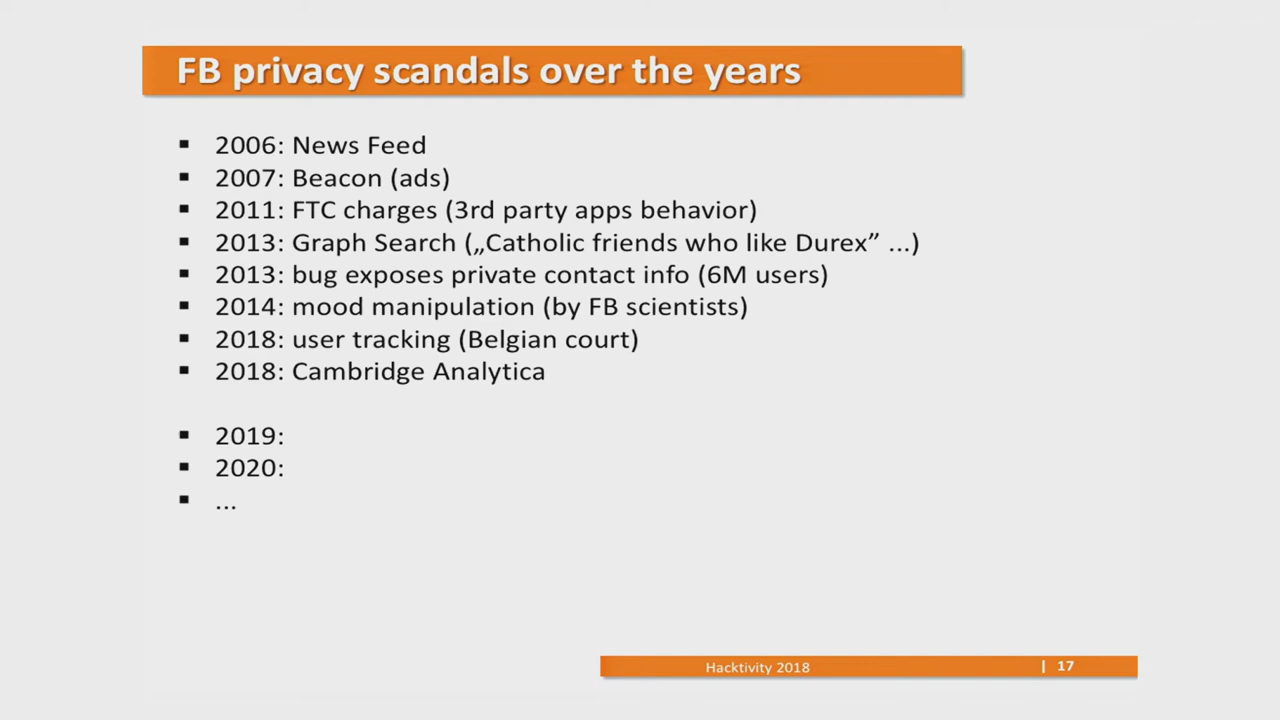 FB privacy scandals over the years
▪ 2006: News Feed
▪ 2007: Beacon (ads)
▪ 2011: FTC charges (3rd party apps behavior)
▪ 2013: Graph Search („Catholic friends who like Durex” ...)
▪ 2013: bug exposes private contact info (6M users)
▪ 2014: mood manipulation (by FB scientists)
▪ 2018: user tracking (Belgian court)
▪ 2018: Cambridge Analytica
▪ 2019:
▪ 2020:
▪ ...
Hacktivity 2018 | 17